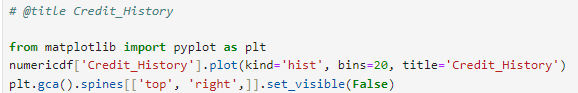 # @title Credit_History
from matplotlib import pyplot as plt
numericdf['Credit_History'].plot(kind='hist', bins=20, title='Credit_History')
plt.gca().spines[['top', 'right',]].set_visible(False)